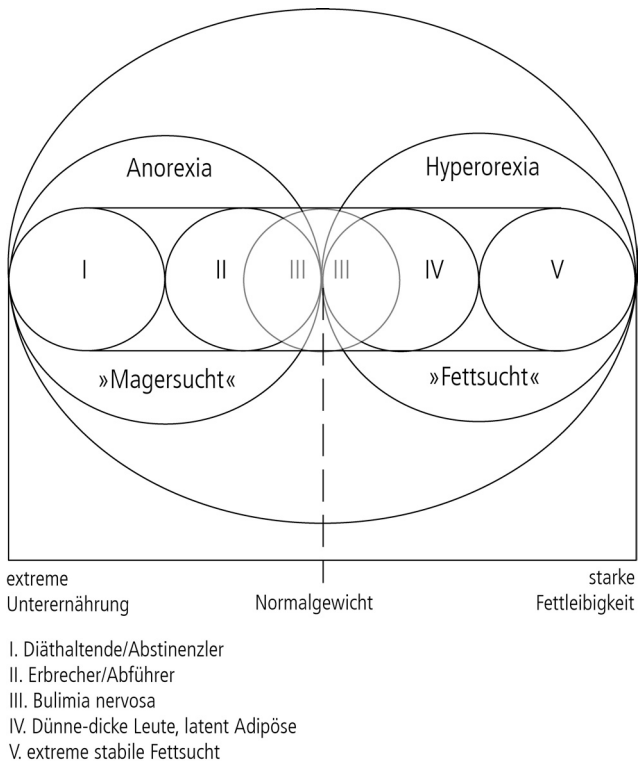 Anorexia
Hyperorexia
I
II
III
III
IV
V
»Magersucht«
»Fettsucht«
extreme
Unterernährung
Normalgewicht
starke
Fettleibigkeit
I. Diäthaltende/Abstinenzler
II. Erbrecher/Abführer
III. Bulimia nervosa
IV. Dünne-dicke Leute, latent Adipöse
V. extreme stabile Fettsucht